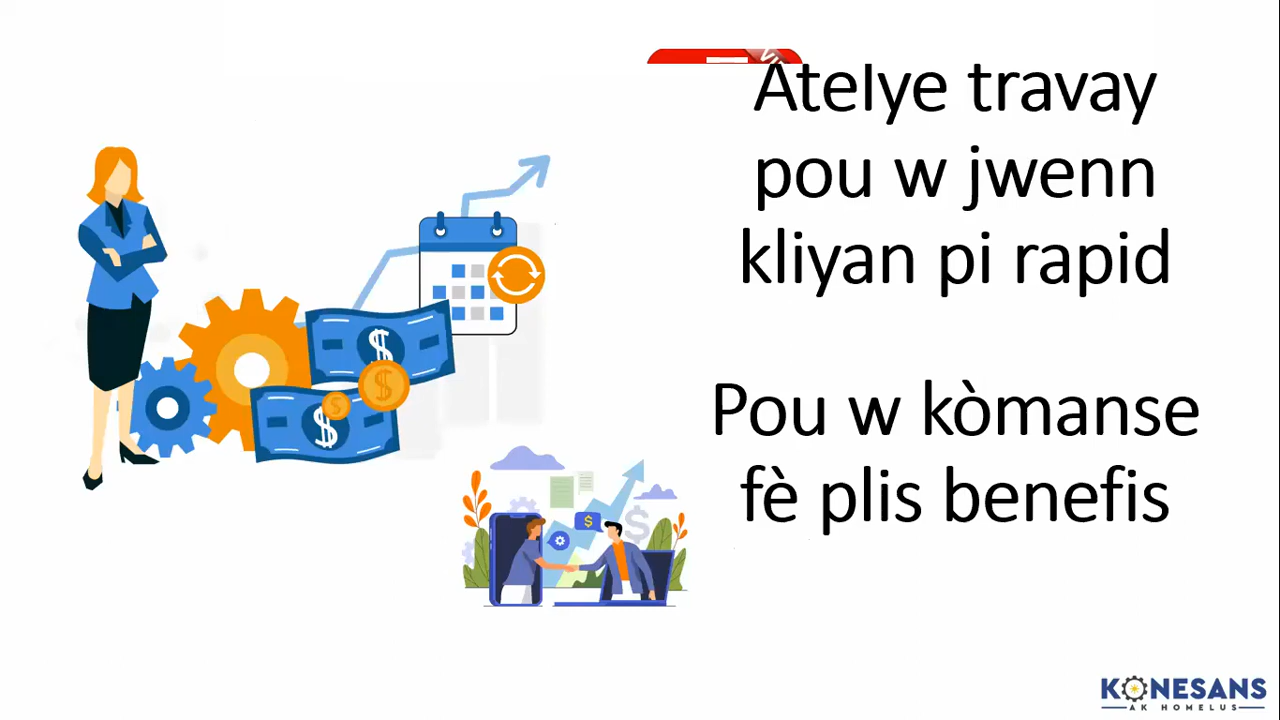 Atelye travay
pou w jwenn
kliyan pi rapid
Pou w kòmanse
fè plis benefis
$
$
$
$
$
$
KONESANS
AK HOMELUS